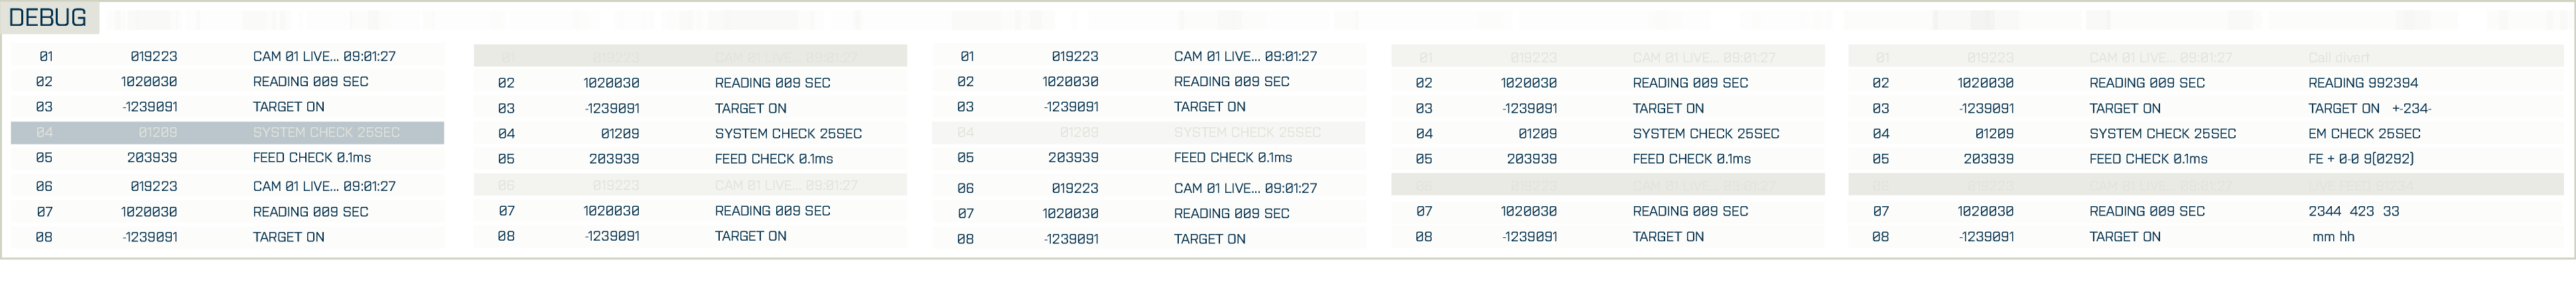 DEBUG
01 019223 CAM 01 LIVE... 09:01:27
02 1020030 READING 009 SEC
03 -1239091 TARGET ON
04 01209 SYSTEM CHECK 25SEC
05 203939 FEED CHECK 0.1ms
06 019223 CAM 01 LIVE... 09:01:27
07 1020030 READING 009 SEC
08 -1239091 TARGET ON
01 019223 CAM 01 LIVE... 09:01:27
02 1020030 READING 009 SEC
03 -1239091 TARGET ON
04 01209 SYSTEM CHECK 25SEC
05 203939 FEED CHECK 0.1ms
06 019223 CAM 01 LIVE... 09:01:27
07 1020030 READING 009 SEC
08 -1239091 TARGET ON
01 019223 CAM 01 LIVE... 09:01:27
02 1020030 READING 009 SEC
03 -1239091 TARGET ON
04 01209 SYSTEM CHECK 25SEC
05 203939 FEED CHECK 0.1ms
06 019223 CAM 01 LIVE... 09:01:27
07 1020030 READING 009 SEC
08 -1239091 TARGET ON
01 019223 CAM 01 LIVE... 09:01:27
02 1020030 READING 009 SEC
03 -1239091 TARGET ON
04 01209 SYSTEM CHECK 25SEC
05 203939 FEED CHECK 0.1ms
06 019223 CAM 01 LIVE... 09:01:27
07 1020030 READING 009 SEC
08 -1239091 TARGET ON
01 019223 CAM 01 LIVE... 09:01:27 Call divert
02 1020030 READING 009 SEC READING 992394
03 -1239091 TARGET ON TARGET ON +-234-
04 01209 SYSTEM CHECK 25SEC EM CHECK 25SEC
05 203939 FEED CHECK 0.1ms FE + 0-0 9(0292)
06 019223 CAM 01 LIVE... 09:01:27 LIVE FEED
07 1020030 READING 009 SEC 2344 423 33
08 -1239091 TARGET ON mm hh